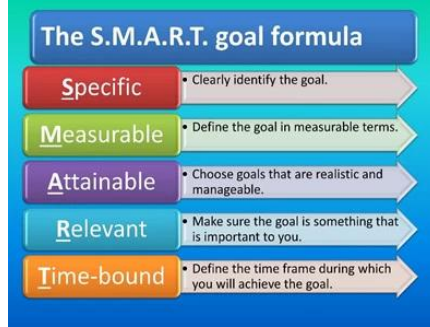 The S.M.A.R.T. goal formula
Specific
• Clearly identify the goal.
Measurable
• Define the goal in measurable terms.
Attainable
• Choose goals that are realistic and
manageable.
Relevant
• Make sure the goal is something that
is important to you.
Time-bound
• Define the time frame during which
you will achieve the goal.